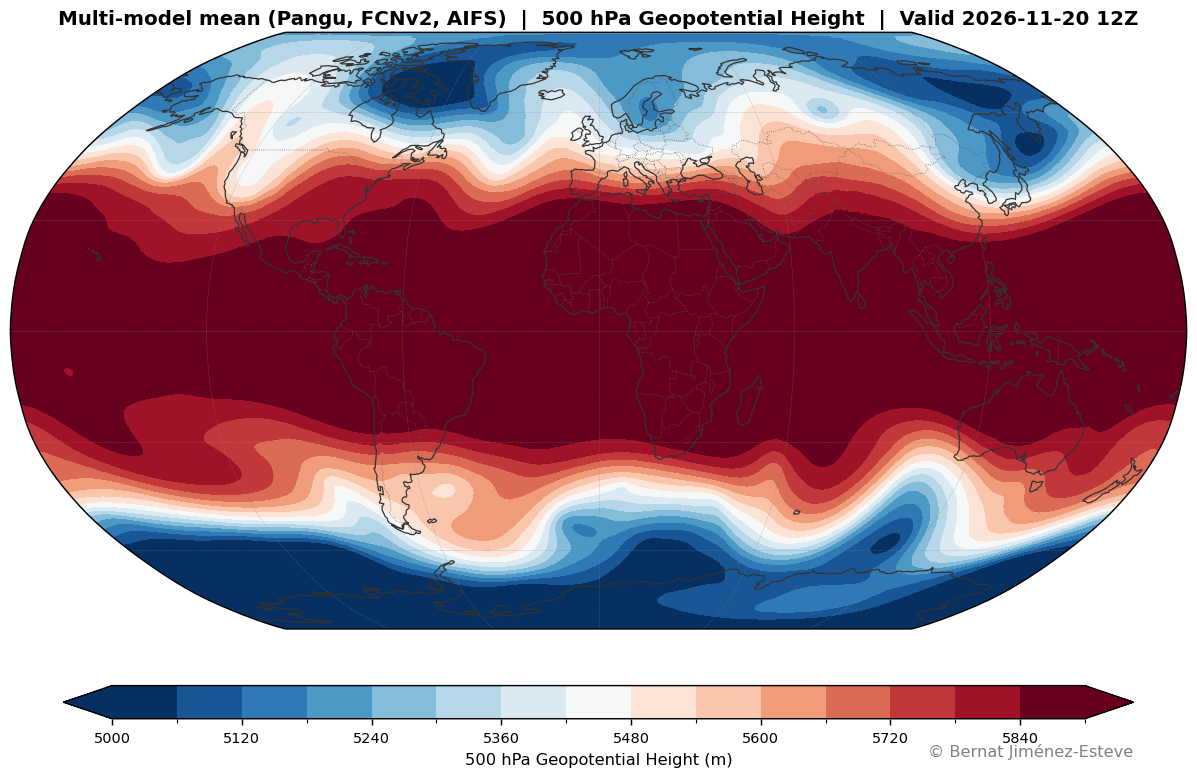 Multi-model mean (Pangu, FCNv2, AIFS)  |  500 hPa Geopotential Height  |  Valid 2026-11-20 12Z
5000 5120 5240 5360 5480 5600 5720 5840
500 hPa Geopotential Height (m)
© Bernat Jiménez-Esteve